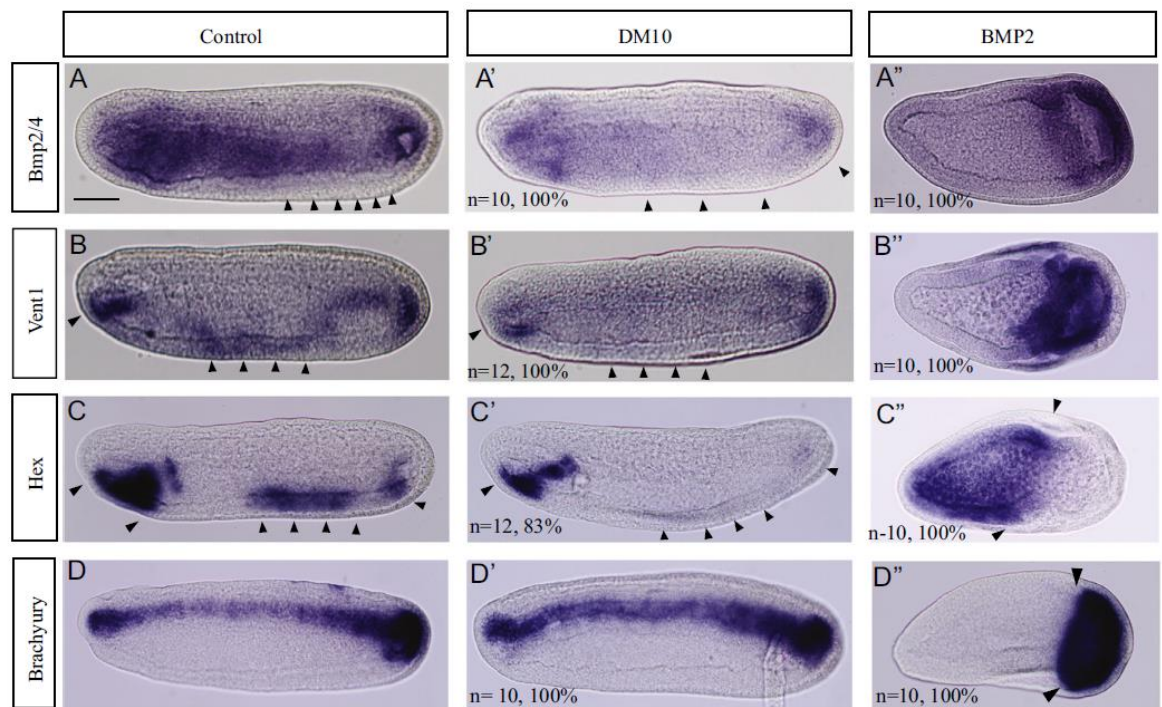 Control
DM10
BMP2
Bmp2/4
A
A'
n=10, 100%
A"
n=10, 100%
Vent1
B
B'
n=12, 100%
B"
n=10, 100%
Hex
C
C'
n=12, 83%
C"
n-10, 100%
Brachyury
D
D'
n= 10, 100%
D"
n=10, 100%